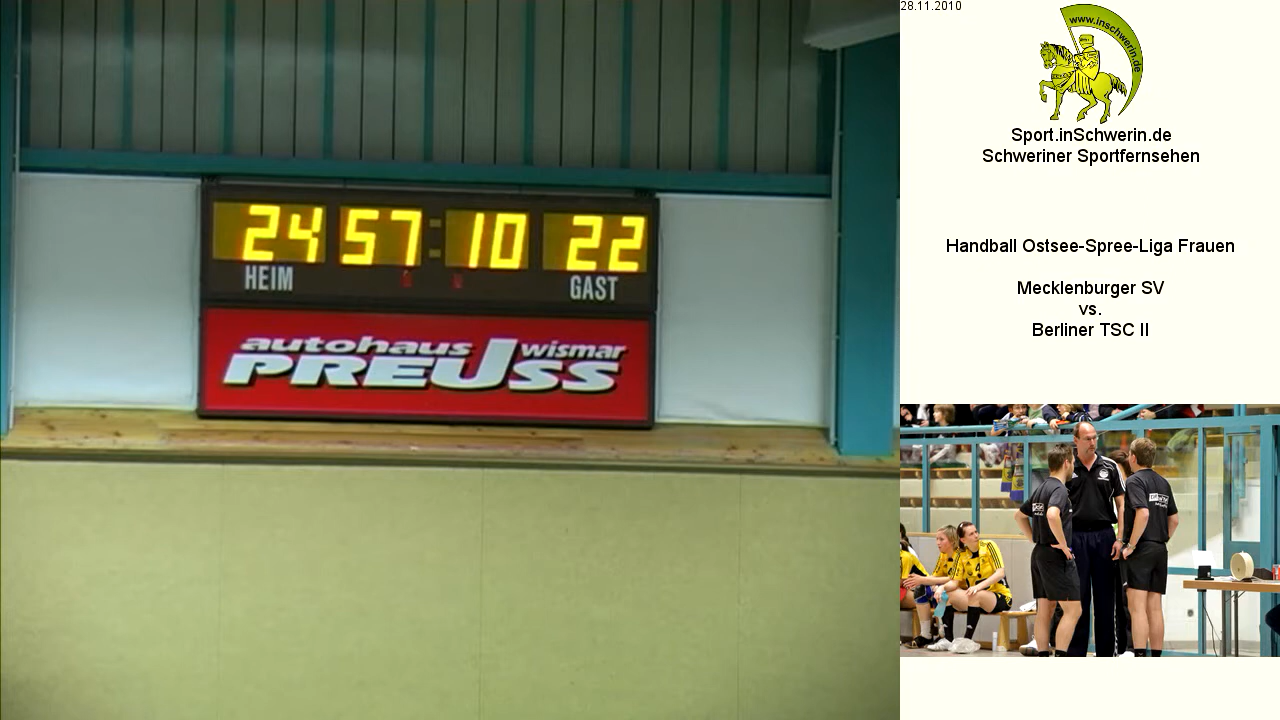 28.11.2010
www.inschwerin.de
Sport.inSchwerin.de
Schweriner Sportfernsehen
24 57:10 22
HEIM GAST
autohaus wismar
PREUSS
Handball Ostsee-Spree-Liga Frauen
Mecklenburger SV
vs.
Berliner TSC II